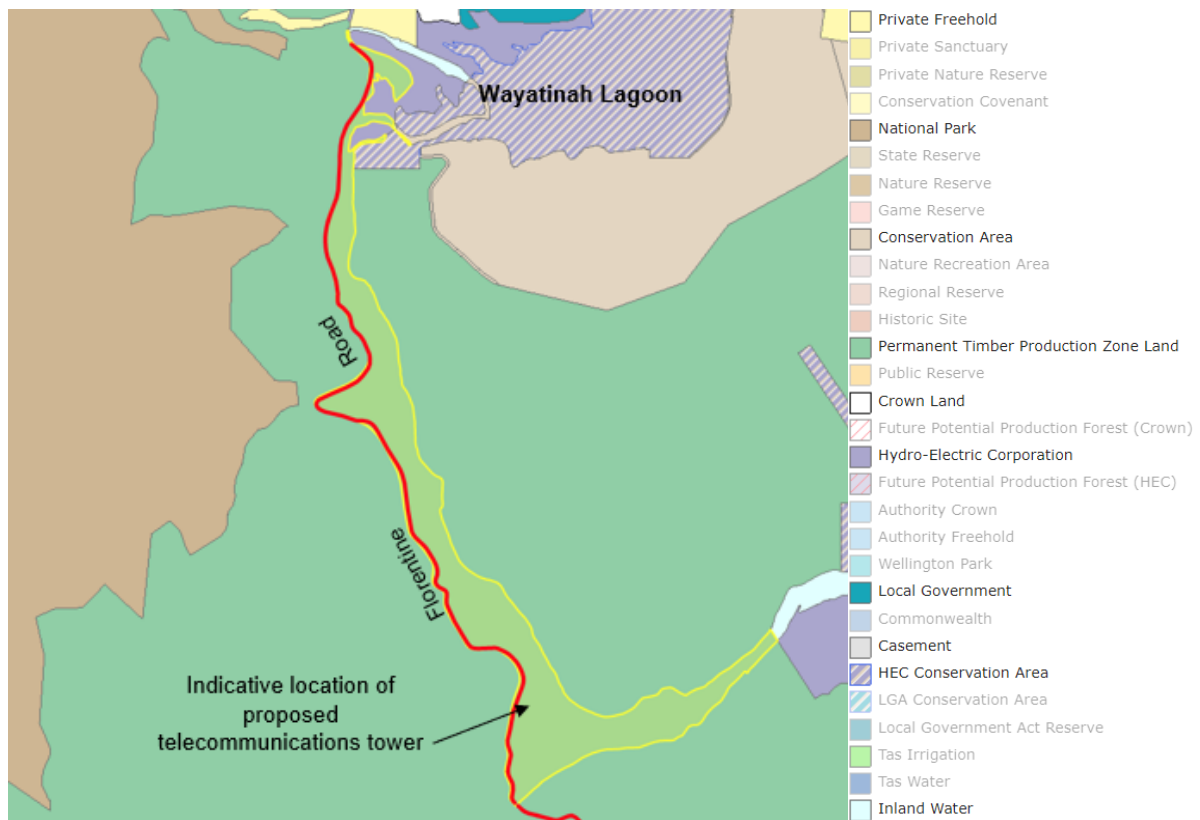 Wayatinah Lagoon
Road
Florentine
Indicative location of
proposed
telecommunications tower
Private Freehold
Private Sanctuary
Private Nature Reserve
Conservation Covenant
National Park
State Reserve
Nature Reserve
Game Reserve
Conservation Area
Nature Recreation Area
Regional Reserve
Historic Site
Permanent Timber Production Zone Land
Public Reserve
Crown Land
Future Potential Production Forest (Crown)
Hydro-Electric Corporation
Future Potential Production Forest (HEC)
Authority Crown
Authority Freehold
Wellington Park
Local Government
Commonwealth
Casement
HEC Conservation Area
LGA Conservation Area
Local Government Act Reserve
Tas Irrigation
Tas Water
Inland Water